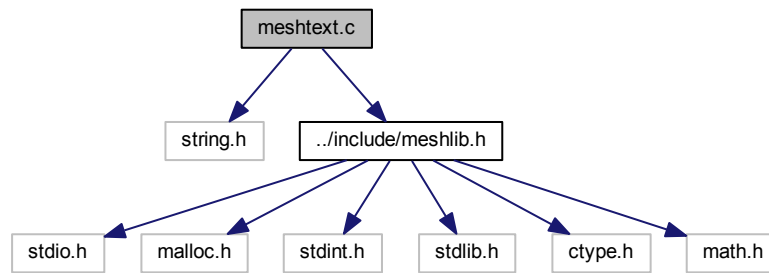 meshtext.c
string.h
../include/meshlib.h
stdio.h
malloc.h
stdint.h
stdlib.h
ctype.h
math.h